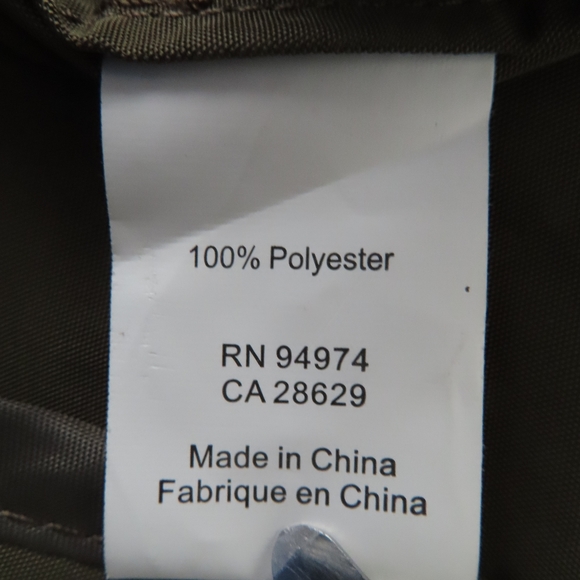 100% Polyester
RN 94974
CA 28629
Made in China
Fabrique en China